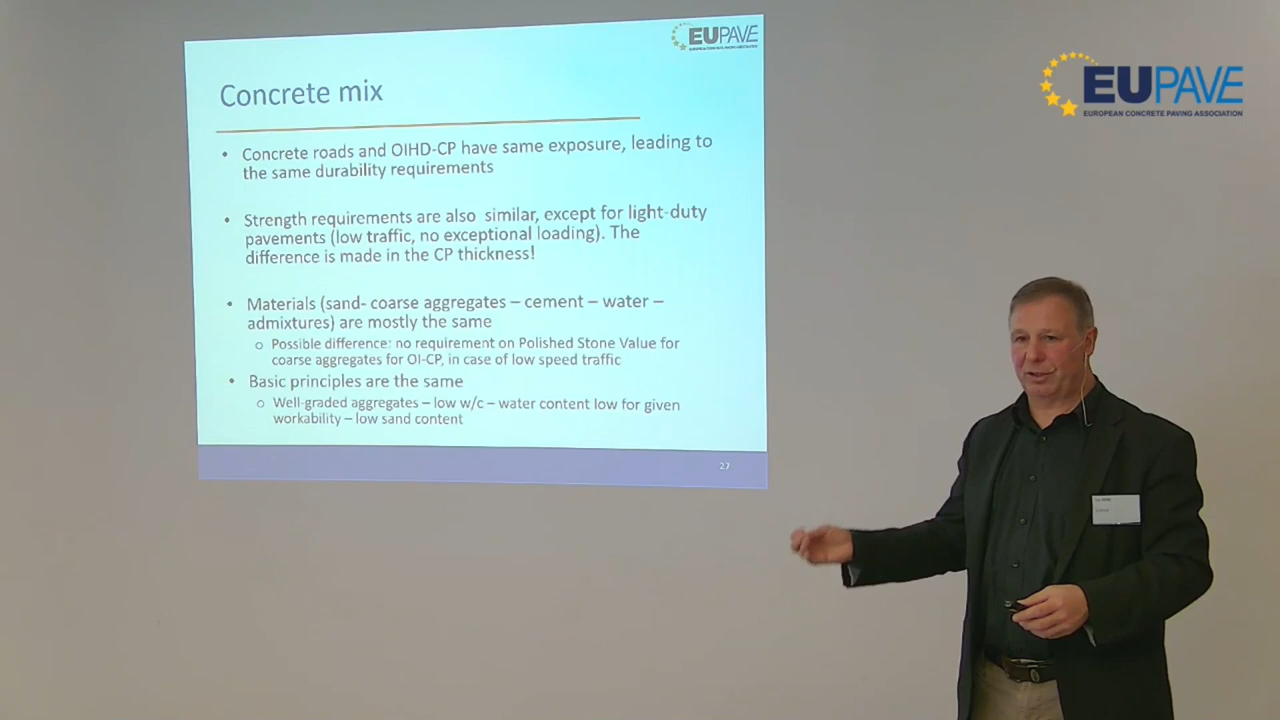 EUPAVE
EUROPEAN CONCRETE PAVING ASSOCIATION
Concrete mix
• Concrete roads and OIHD-CP have same exposure, leading to
the same durability requirements
• Strength requirements are also similar, except for light-duty
pavements (low traffic, no exceptional loading). The
difference is made in the CP thickness!
• Materials (sand- coarse aggregates – cement – water –
admixtures) are mostly the same
o Possible difference: no requirement on Polished Stone Value for
coarse aggregates for OI-CP, in case of low speed traffic
• Basic principles are the same
o Well-graded aggregates – low w/c – water content low for given
workability – low sand content
27
EUPAVE
EUROPEAN CONCRETE PAVING ASSOCIATION